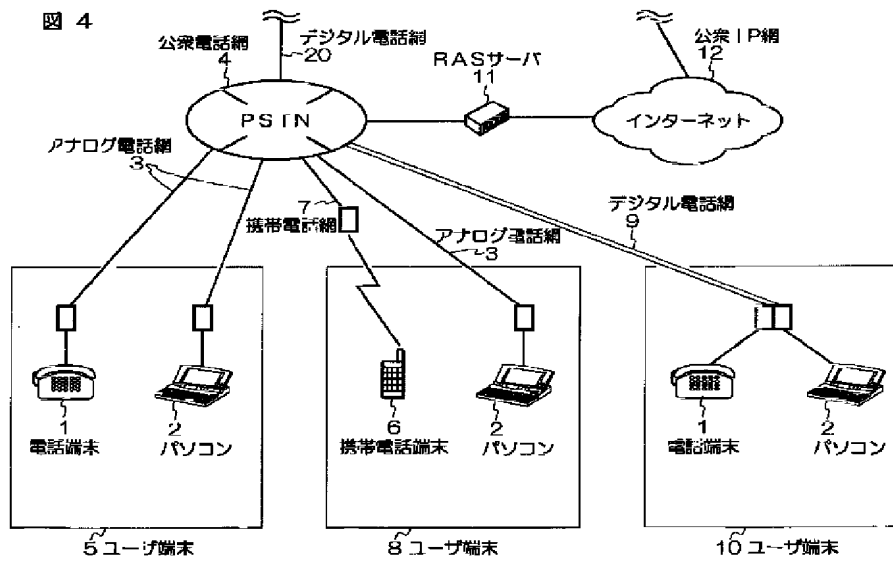 図 4
公衆電話網
4
デジタル電話網
20
RASサーバ
11
公衆IP網
12
PSTN
インターネット
アナログ電話網
3
7
携帯電話網
アナログ電話網
3
デジタル電話網
9
1
電話端末
2
パソコン
6
携帯電話端末
2
パソコン
1
電話端末
2
パソコン
5 ユーザ端末
8 ユーザ端末
10 ユーザ端末